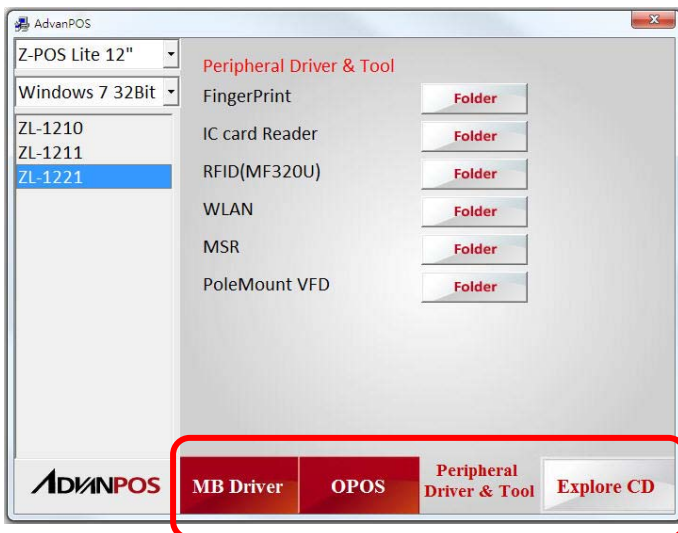 AdvanPOS
Z-POS Lite 12"
Windows 7 32Bit
ZL-1210
ZL-1211
ZL-1221
Peripheral Driver & Tool
FingerPrint Folder
IC card Reader Folder
RFID(MF320U) Folder
WLAN Folder
MSR Folder
PoleMount VFD Folder
ADVANPOS
MB Driver
OPOS
Peripheral
Driver & Tool
Explore CD